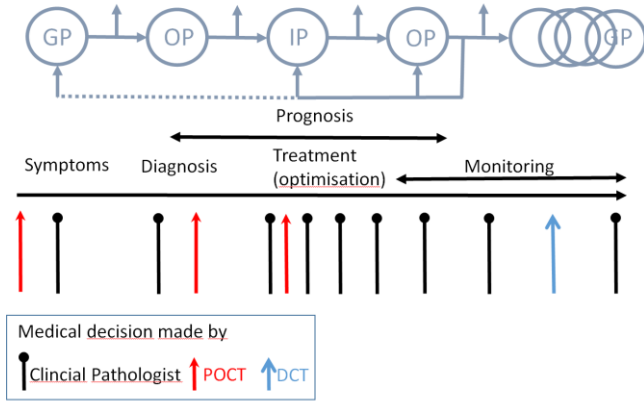 GP OP IP OP GP
Prognosis
Symptoms Diagnosis Treatment Monitoring
(optimisation)
Medical decision made by
Clincial Pathologist POCT DCT